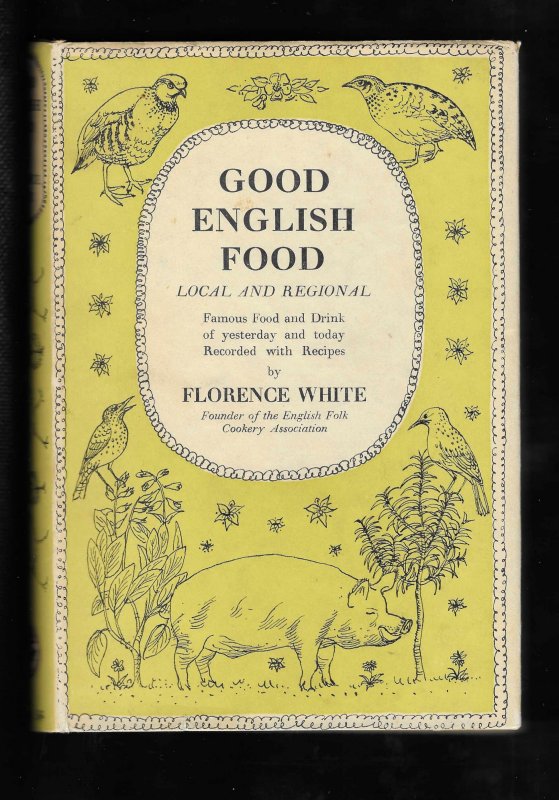 GOOD
ENGLISH
FOOD
LOCAL AND REGIONAL
Famous Food and Drink
of yesterday and today
Recorded with Recipes
by
FLORENCE WHITE
Founder of the English Folk
Cookery Association